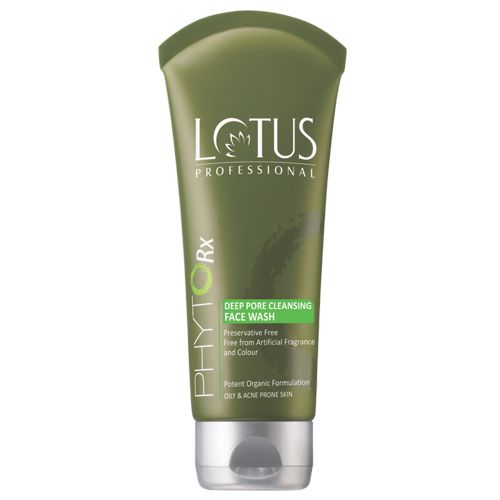 LOTUS
PROFESSIONAL
PHYTORx
DEEP PORE CLEANSING
FACE WASH
Preservative Free
Free from Artificial Fragrance
and Colour
Potent Organic Formulation
OILY & ACNE PRONE SKIN